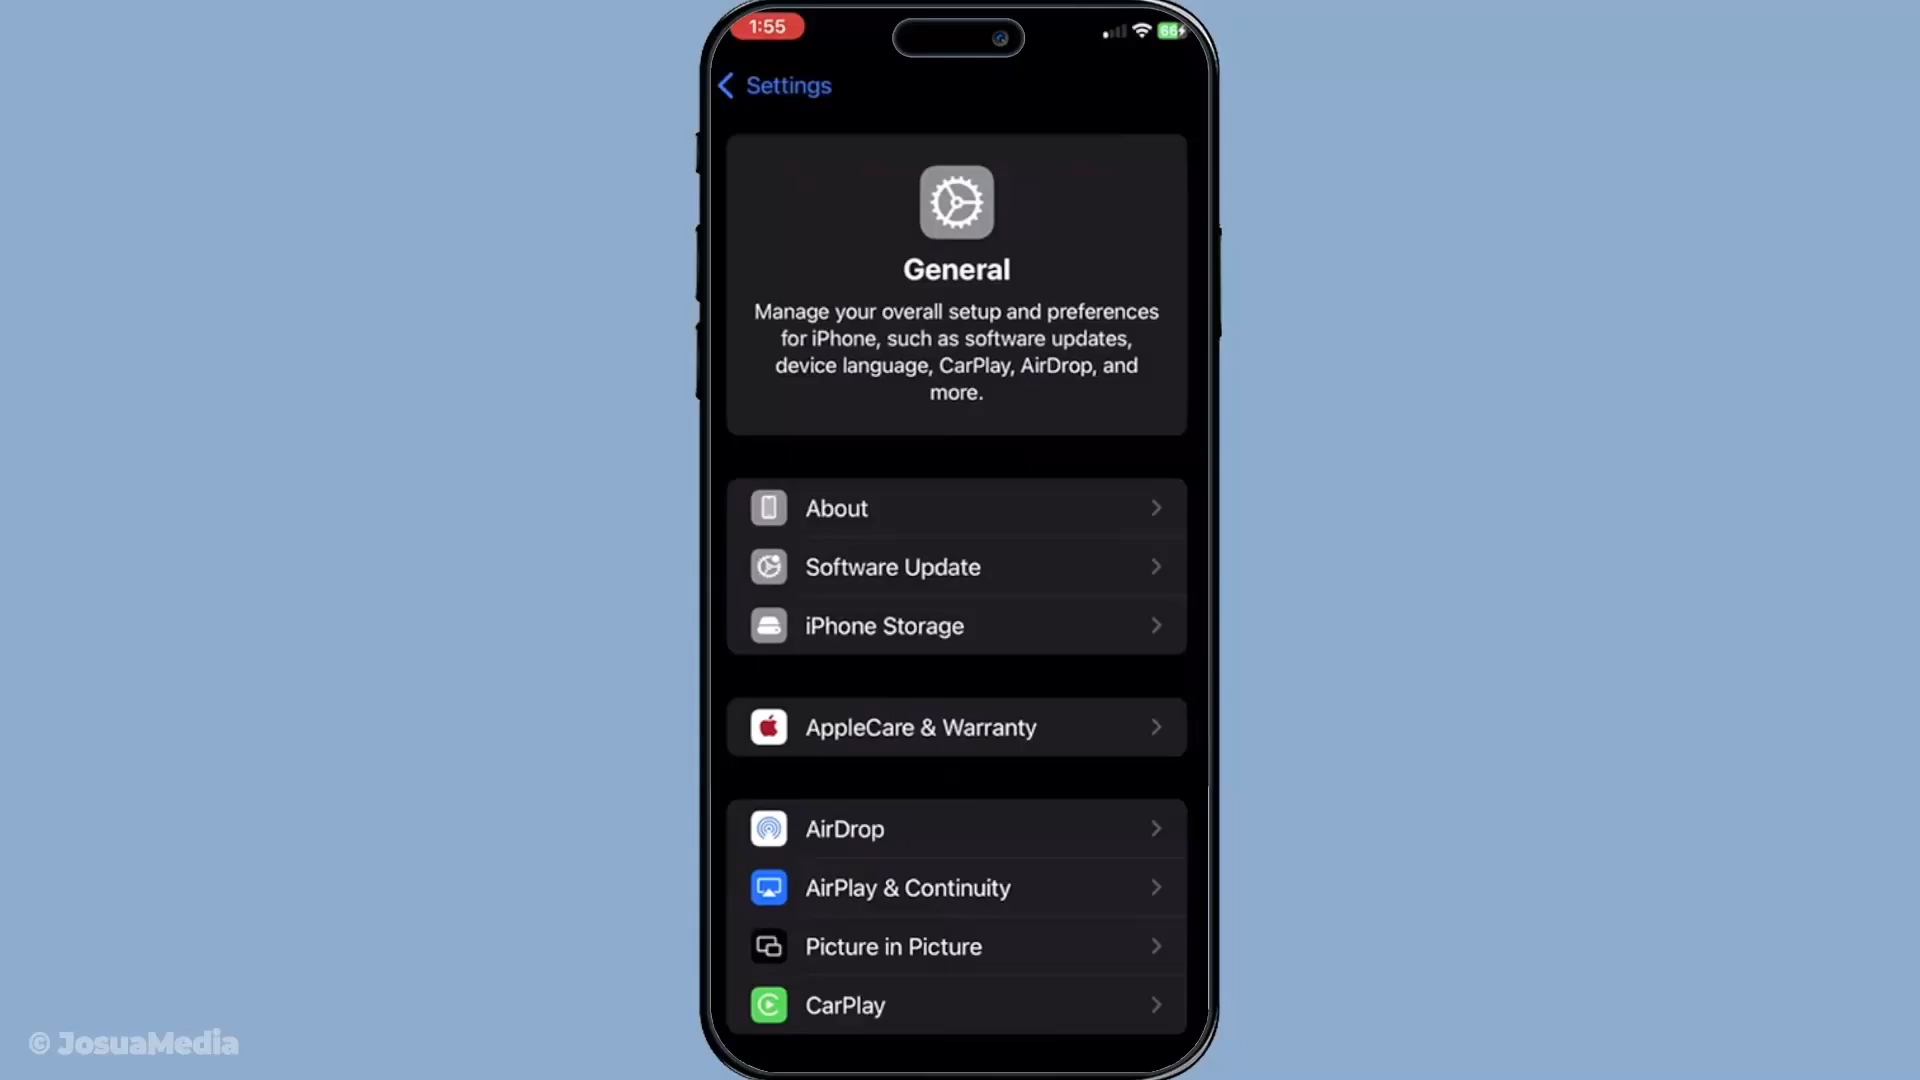 1:55
66
Settings
General
Manage your overall setup and preferences
for iPhone, such as software updates,
device language, CarPlay, AirDrop, and
more.
About
Software Update
iPhone Storage
AppleCare & Warranty
AirDrop
AirPlay & Continuity
Picture in Picture
CarPlay
© JosuaMedia